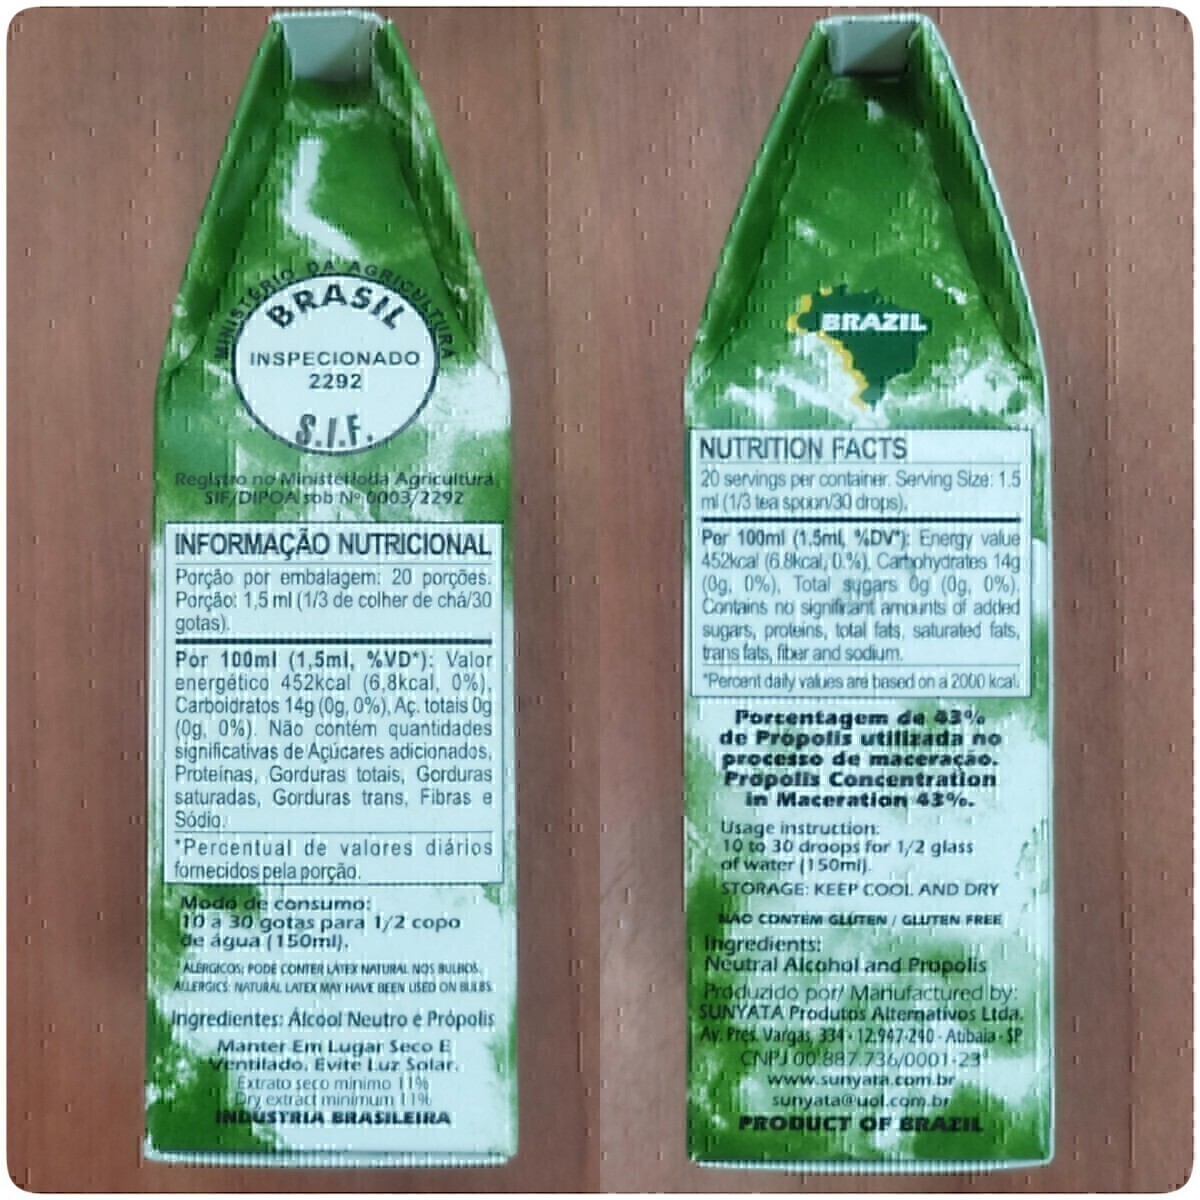 MINISTÉRIO DA AGRICULTURA
BRASIL
INSPECIONADO
2292
S.I.F.
Registro no Ministério da Agricultura
SIF/DIPOA sob Nº 0003/2292
INFORMAÇÃO NUTRICIONAL
Porção por embalagem: 20 porções.
Porção: 1,5 ml (1/3 de colher de chá/30
gotas).
Por 100ml (1,5ml, %VD*): Valor
energético 452kcal (6,8kcal, 0%),
Carboidratos 14g (0g, 0%), Aç. totais 0g
(0g, 0%). Não contém quantidades
significativas de Açúcares adicionados,
Proteínas, Gorduras totais, Gorduras
saturadas, Gorduras trans, Fibras e
Sódio.
*Percentual de valores diários
fornecidos pela porção.
Modo de consumo:
10 a 30 gotas para 1/2 copo
de água (150ml).
ALÉRGICOS: PODE CONTER LÁTEX NATURAL NOS BULBOS.
ALLERGICS: NATURAL LATEX MAY HAVE BEEN USED ON BULBS.
Ingredientes: Álcool Neutro e Própolis
Manter Em Lugar Seco E
Ventilado. Evite Luz Solar.
Extrato seco mínimo 11%
Dry extract minimum 11%
INDÚSTRIA BRASILEIRA
BRAZIL
NUTRITION FACTS
20 servings per container. Serving Size: 1.5
ml (1/3 tea spoon/30 drops).
Per 100ml (1,5ml, %DV*): Energy value
452kcal (6.8kcal, 0.%), Carbohydrates 14g
(0g, 0%), Total sugars 0g (0g, 0%).
Contains no significant amounts of added
sugars, proteins, total fats, saturated fats,
trans fats, fiber and sodium.
*Percent daily values are based on a 2000 kcal.
Porcentagem de 43%
de Própolis utilizada no
processo de maceração.
Propolis Concentration
in Maceration 43%.
Usage instruction:
10 to 30 droops for 1/2 glass
of water (150ml).
STORAGE: KEEP COOL AND DRY
NÃO CONTÉM GLÚTEN / GLUTEN FREE
Ingredients:
Neutral Alcohol and Propolis
Produzido por/ Manufactured by:
SUNYATA Produtos Alternativos Ltda.
Av. Pres. Vargas, 334 - 12.947-240 - Atibaia - SP
CNPJ 00.887.736/0001-23
www.sunyata.com.br
sunyata@uol.com.br
PRODUCT OF BRAZIL